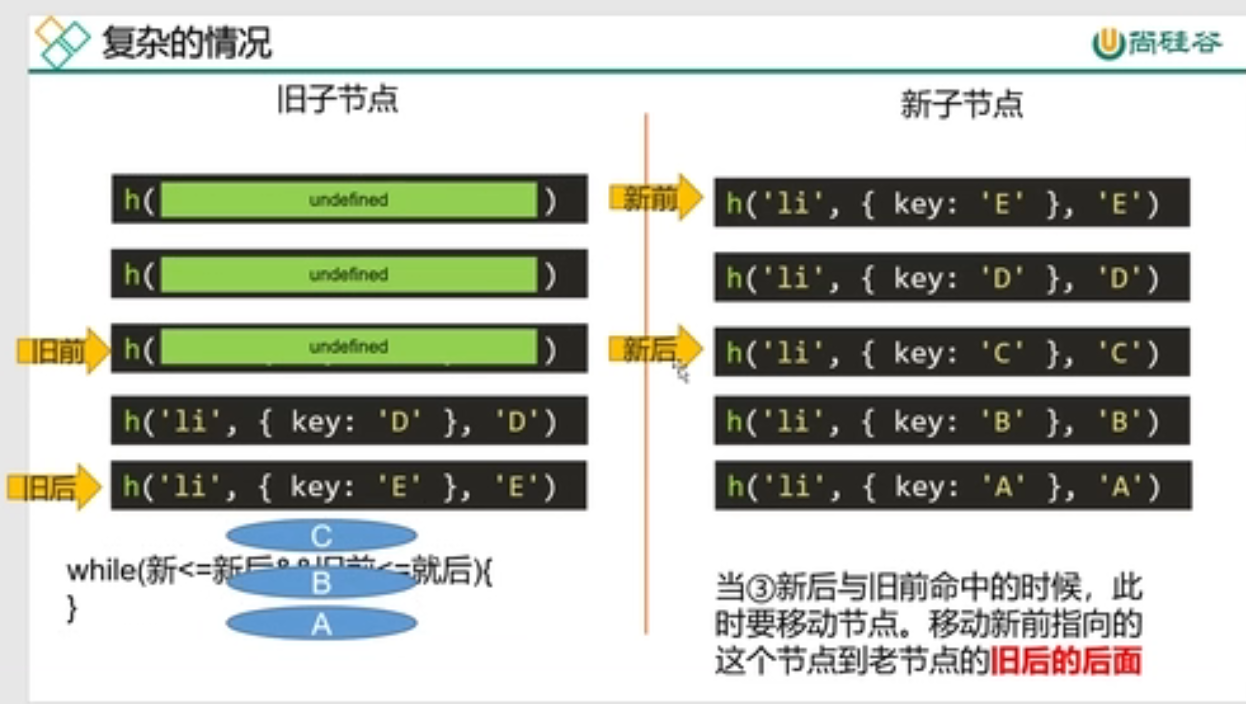 复杂的情况
尚硅谷
旧子节点
新子节点
h( undefined )
新前
h('li', { key: 'E' }, 'E')
h( undefined )
h('li', { key: 'D' }, 'D')
旧前
h( undefined )
新后
h('li', { key: 'C' }, 'C')
h('li', { key: 'D' }, 'D')
h('li', { key: 'B' }, 'B')
旧后
h('li', { key: 'E' }, 'E')
h('li', { key: 'A' }, 'A')
C
while(新<=新后&&旧前<=就后){
B
}
A
当③新后与旧前命中的时候，此
时要移动节点。移动新前指向的
这个节点到老节点的旧后的后面